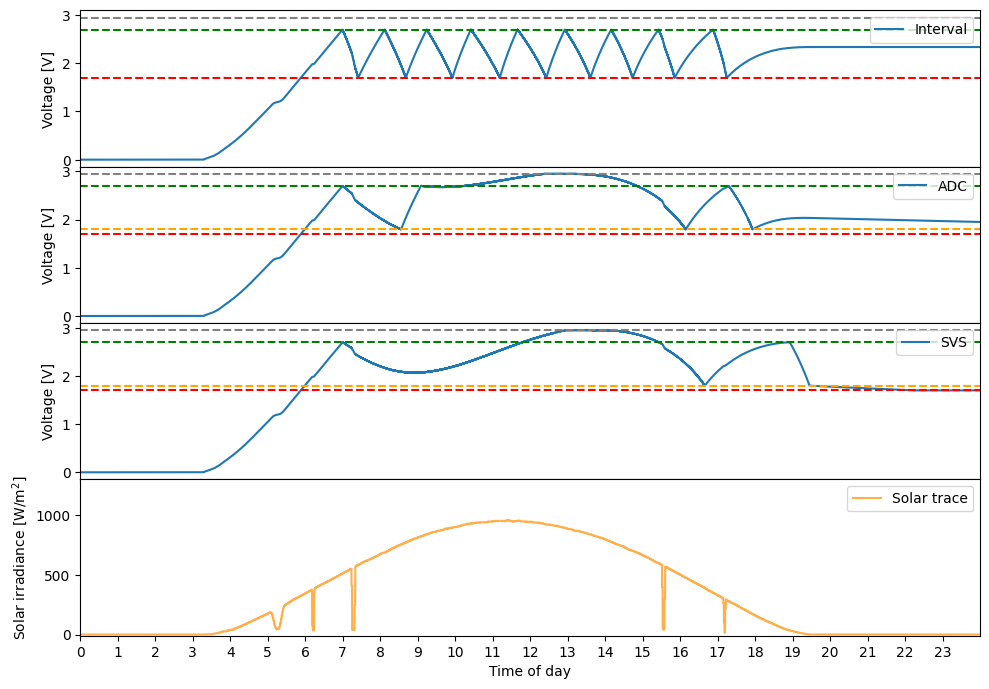 3
2
1
0
Voltage [V]
Interval
3
2
1
0
Voltage [V]
ADC
3
2
1
0
Voltage [V]
SVS
1000
500
0
Solar irradiance [W/m²]
Solar trace
0 1 2 3 4 5 6 7 8 9 10 11 12 13 14 15 16 17 18 19 20 21 22 23
Time of day